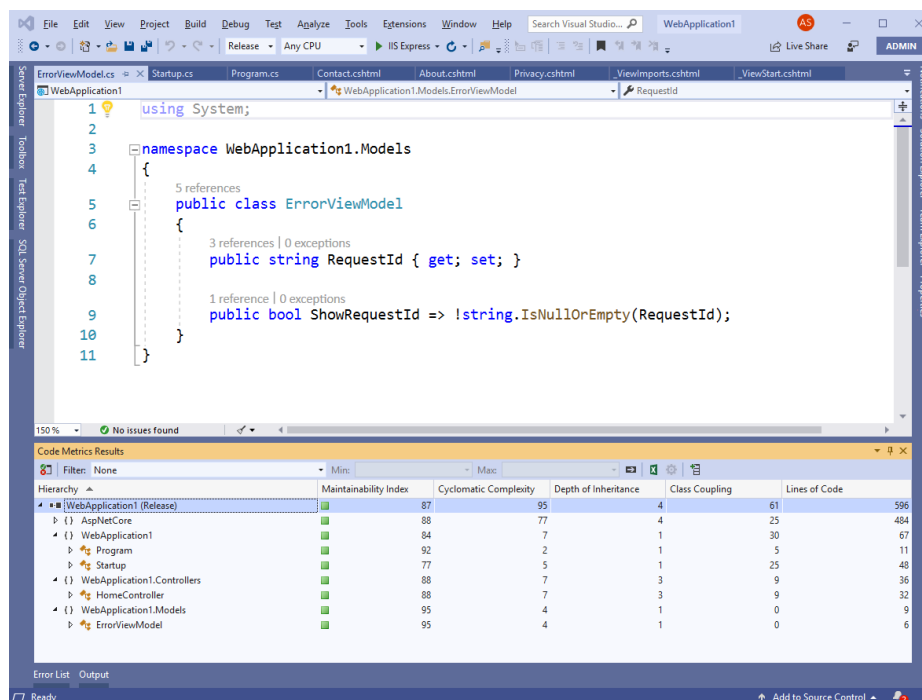 File Edit View Project Build Debug Test Analyze Tools Extensions Window Help Search Visual Studio... WebApplication1 AS
Release Any CPU IIS Express Live Share ADMIN
ErrorViewModel.cs Startup.cs Program.cs Contact.cshtml About.cshtml Privacy.cshtml _ViewImports.cshtml _ViewStart.cshtml
WebApplication1 WebApplication1.Models.ErrorViewModel RequestId
Server Explorer
Toolbox
Test Explorer
SQL Server Object Explorer
1 using System;
2
3 namespace WebApplication1.Models
4 {
5 references
5 public class ErrorViewModel
6 {
3 references | 0 exceptions
7 public string RequestId { get; set; }
8
1 reference | 0 exceptions
9 public bool ShowRequestId => !string.IsNullOrEmpty(RequestId);
10 }
11 }
150 % No issues found
Code Metrics Results
Filter: None Min: Max:
Hierarchy Maintainability Index Cyclomatic Complexity Depth of Inheritance Class Coupling Lines of Code
WebApplication1 (Release) 87 95 4 61 596
{} AspNetCore 88 77 4 25 484
{} WebApplication1 84 7 1 30 67
Program 92 2 1 5 11
Startup 77 5 1 25 48
{} WebApplication1.Controllers 88 7 3 9 36
HomeController 88 7 3 9 32
{} WebApplication1.Models 95 4 1 0 9
ErrorViewModel 95 4 1 0 6
Error List Output
Ready Add to Source Control